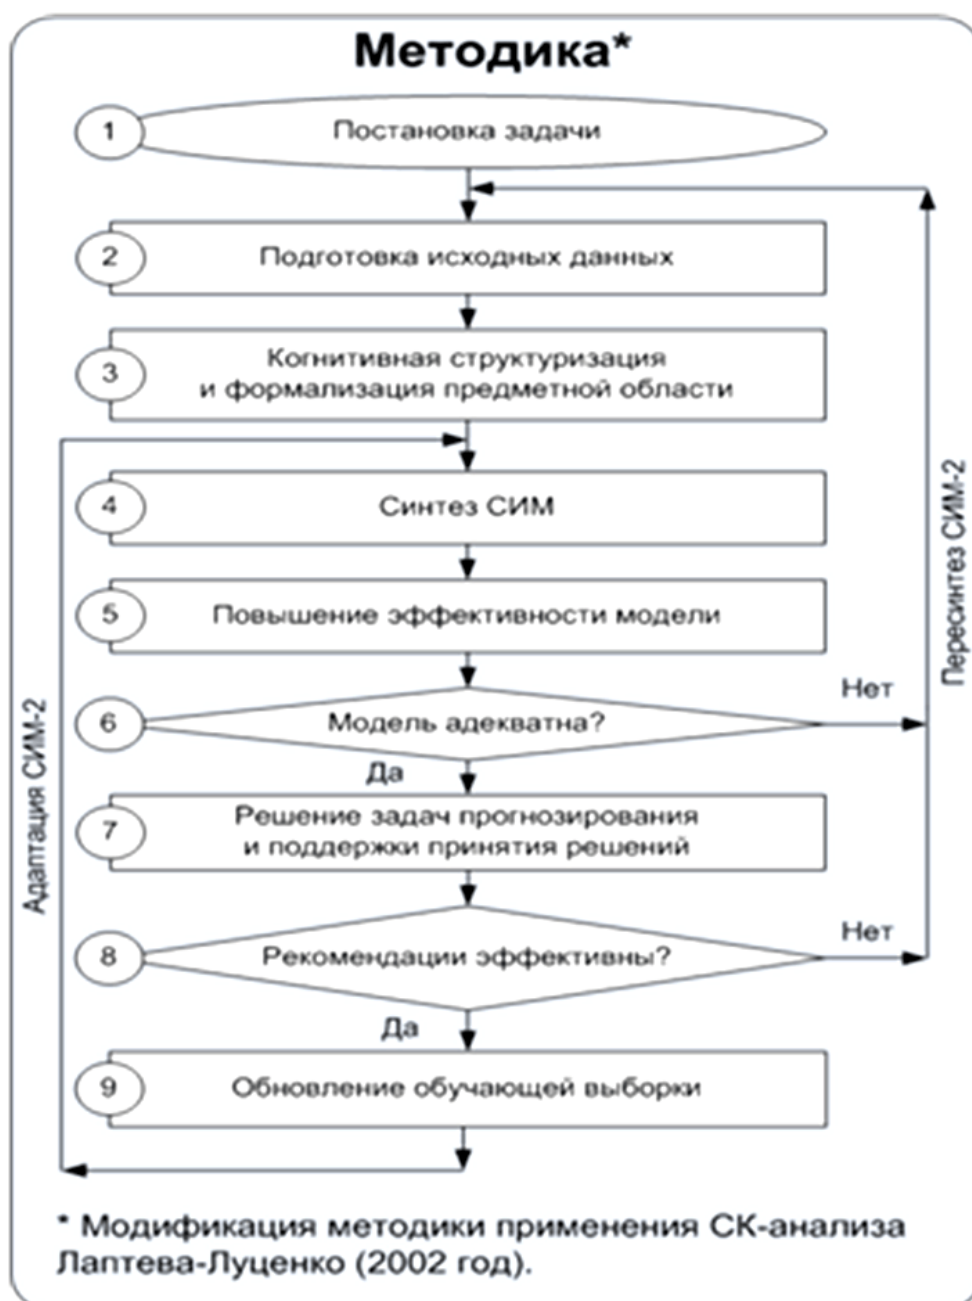 Методика*
1
Постановка задачи
2
Подготовка исходных данных
3
Когнитивная структуризация
и формализация предметной области
4
Синтез СИМ
5
Повышение эффективности модели
6
Модель адекватна?
Нет
Да
7
Решение задач прогнозирования
и поддержки принятия решений
8
Рекомендации эффективны?
Нет
Да
9
Обновление обучающей выборки
Адаптация СИМ-2
Пересинтез СИМ-2
* Модификация методики применения СК-анализа
Лаптева-Луценко (2002 год).